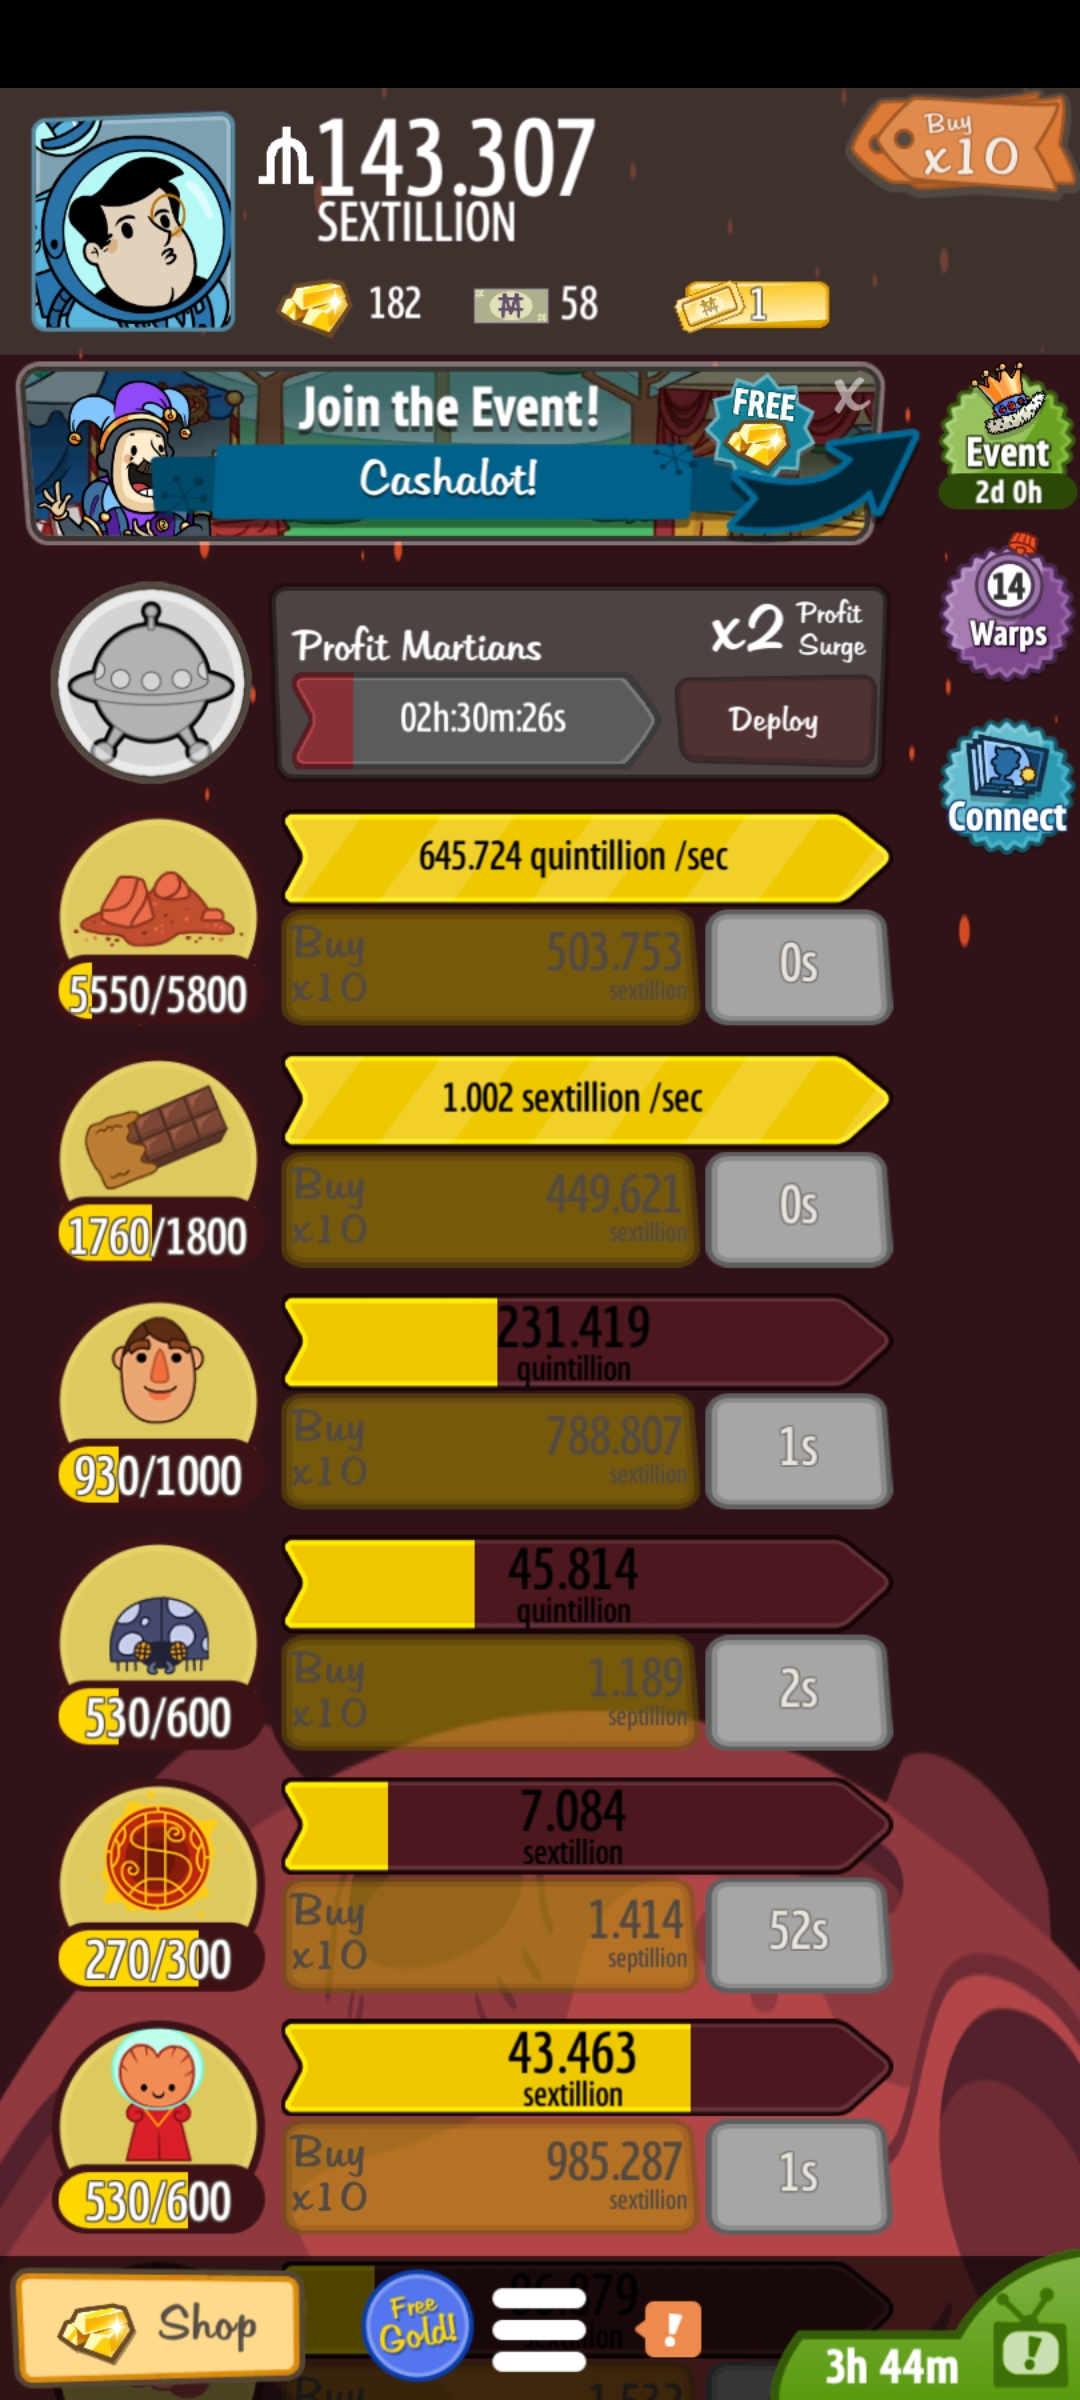 143.307
SEXTILLION
Buy
x10
182
58
1
Join the Event!
FREE
X
Cashalot!
Event
2d 0h
14
Warps
Connect
Profit Martians
x2 Profit
Surge
02h:30m:26s
Deploy
645.724 quintillion /sec
5550/5800
Buy
x10
503.753
sextillion
0s
1.002 sextillion /sec
1760/1800
Buy
x10
449.621
sextillion
0s
231.419
quintillion
930/1000
Buy
x10
788.807
sextillion
1s
45.814
quintillion
530/600
Buy
x10
1.189
septillion
2s
7.084
sextillion
270/300
Buy
x10
1.414
septillion
52s
43.463
sextillion
530/600
Buy
x10
985.287
sextillion
1s
Shop
Free
Gold!
!
3h 44m
!